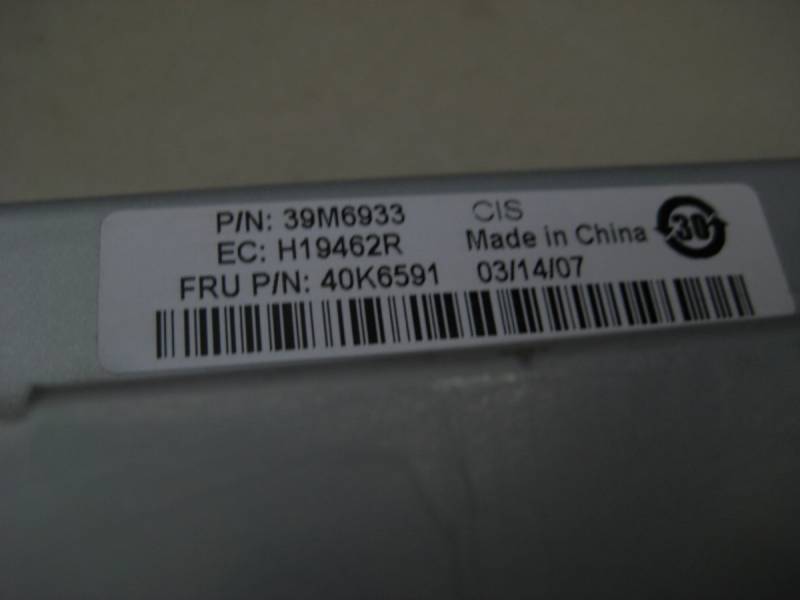 P/N: 39M6933
EC: H19462R
FRU P/N: 40K6591
CIS
Made in China
03/14/07
30